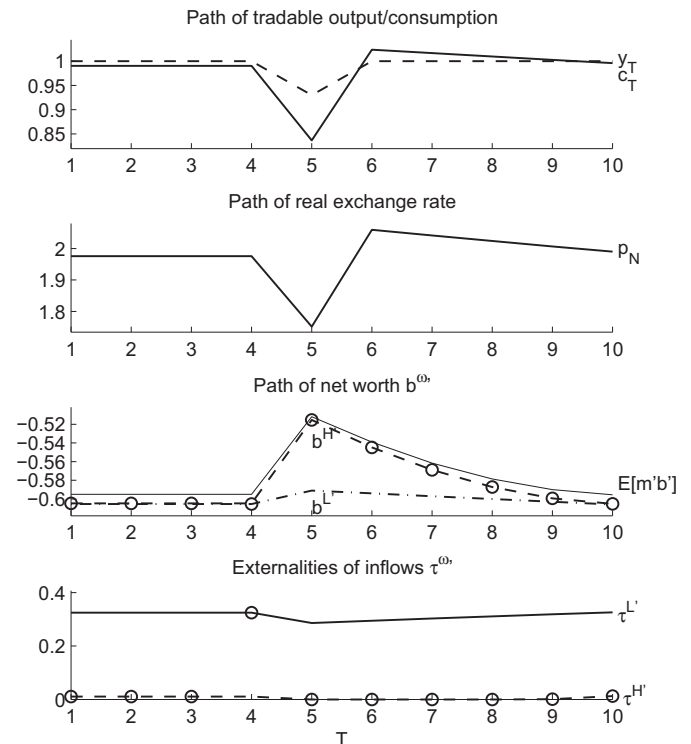 Path of tradable output/consumption
1
0.95
0.9
0.85
y_T
c_T
1 2 3 4 5 6 7 8 9 10
Path of real exchange rate
2
1.9
1.8
p_N
1 2 3 4 5 6 7 8 9 10
Path of net worth b^ω,
−0.52
−0.54
−0.56
−0.58
−0.6
b^H'
b^L'
E[m'b']
1 2 3 4 5 6 7 8 9 10
Externalities of inflows τ^ω,
0.4
0.2
0
τ^L'
τ^H'
1 2 3 4 5 6 7 8 9 10
T